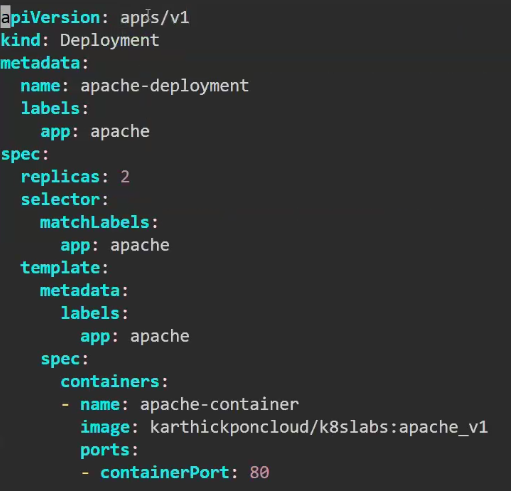 apiVersion: apps/v1
kind: Deployment
metadata:
  name: apache-deployment
  labels:
    app: apache
spec:
  replicas: 2
  selector:
    matchLabels:
      app: apache
  template:
    metadata:
      labels:
        app: apache
    spec:
      containers:
      - name: apache-container
        image: karthickponcloud/k8slabs:apache_v1
        ports:
        - containerPort: 80